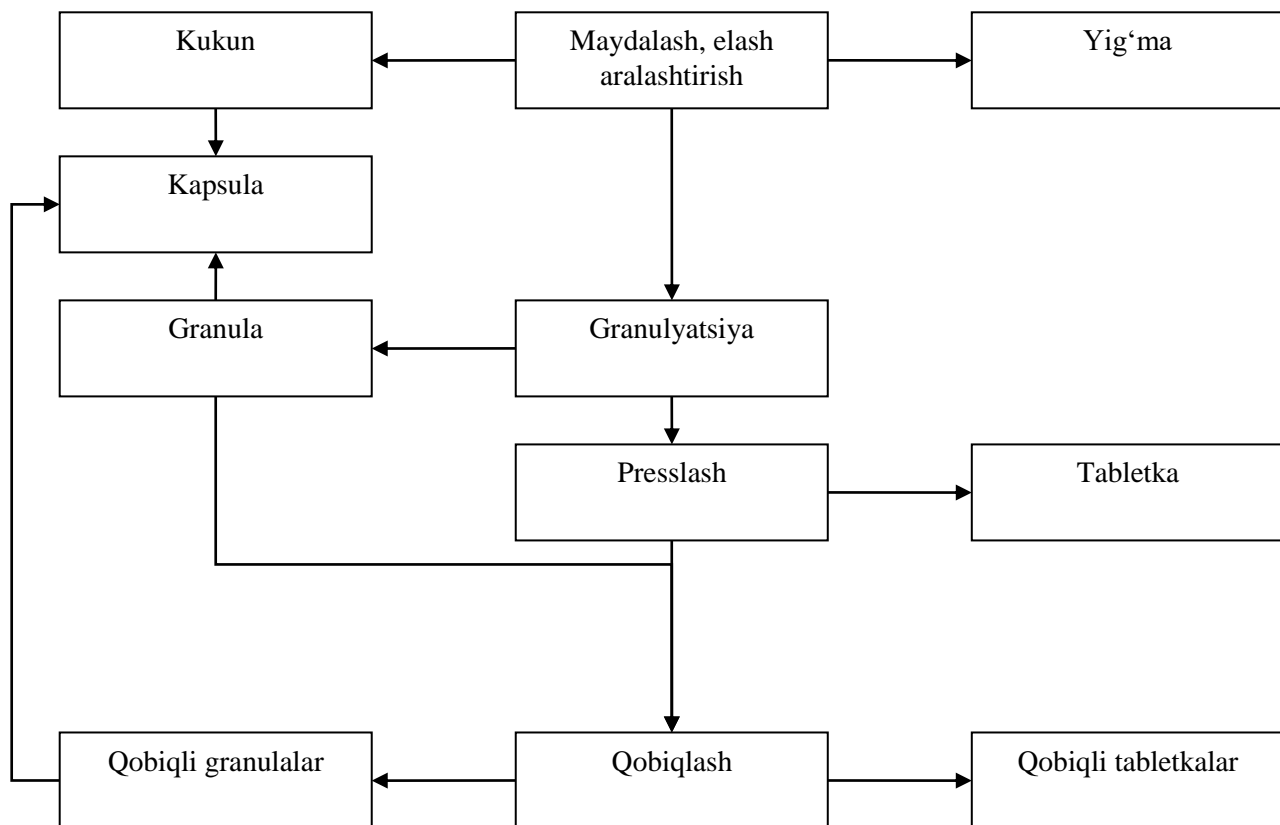 Kukun
Maydalash, elash
aralashtirish
Yig‘ma
Kapsula
Granula
Granulyatsiya
Presslash
Tabletka
Qobiqli granulalar
Qobiqlash
Qobiqli tabletkalar